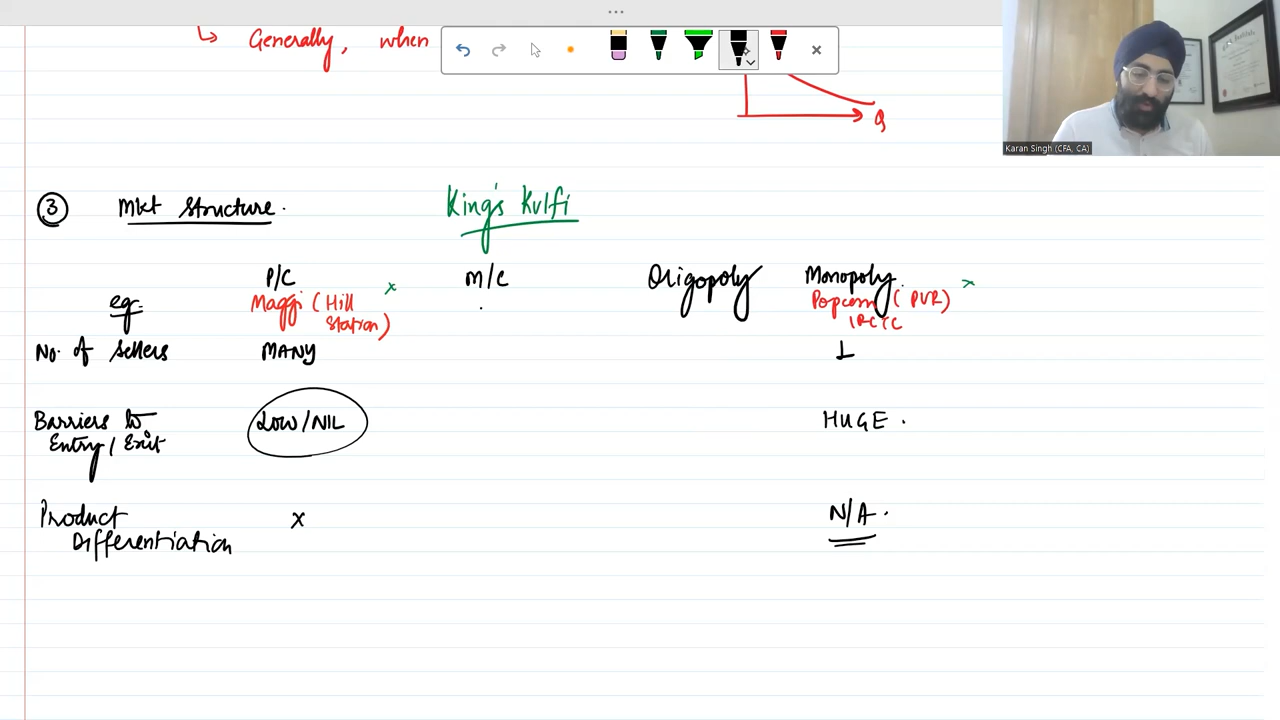 ↳ Generally, when
Q
Karan Singh (CFA, CA)
③ Mkt Structure.
King's Kulfi
P/C M/C Oligopoly Monopoly.
eg. Maggi (Hill Station) x Popcorn (PVR) x
IRCTC
No. of Sellers MANY 1
Barriers to Entry/Exit Low/NIL HUGE.
Product Differentiation x N/A.